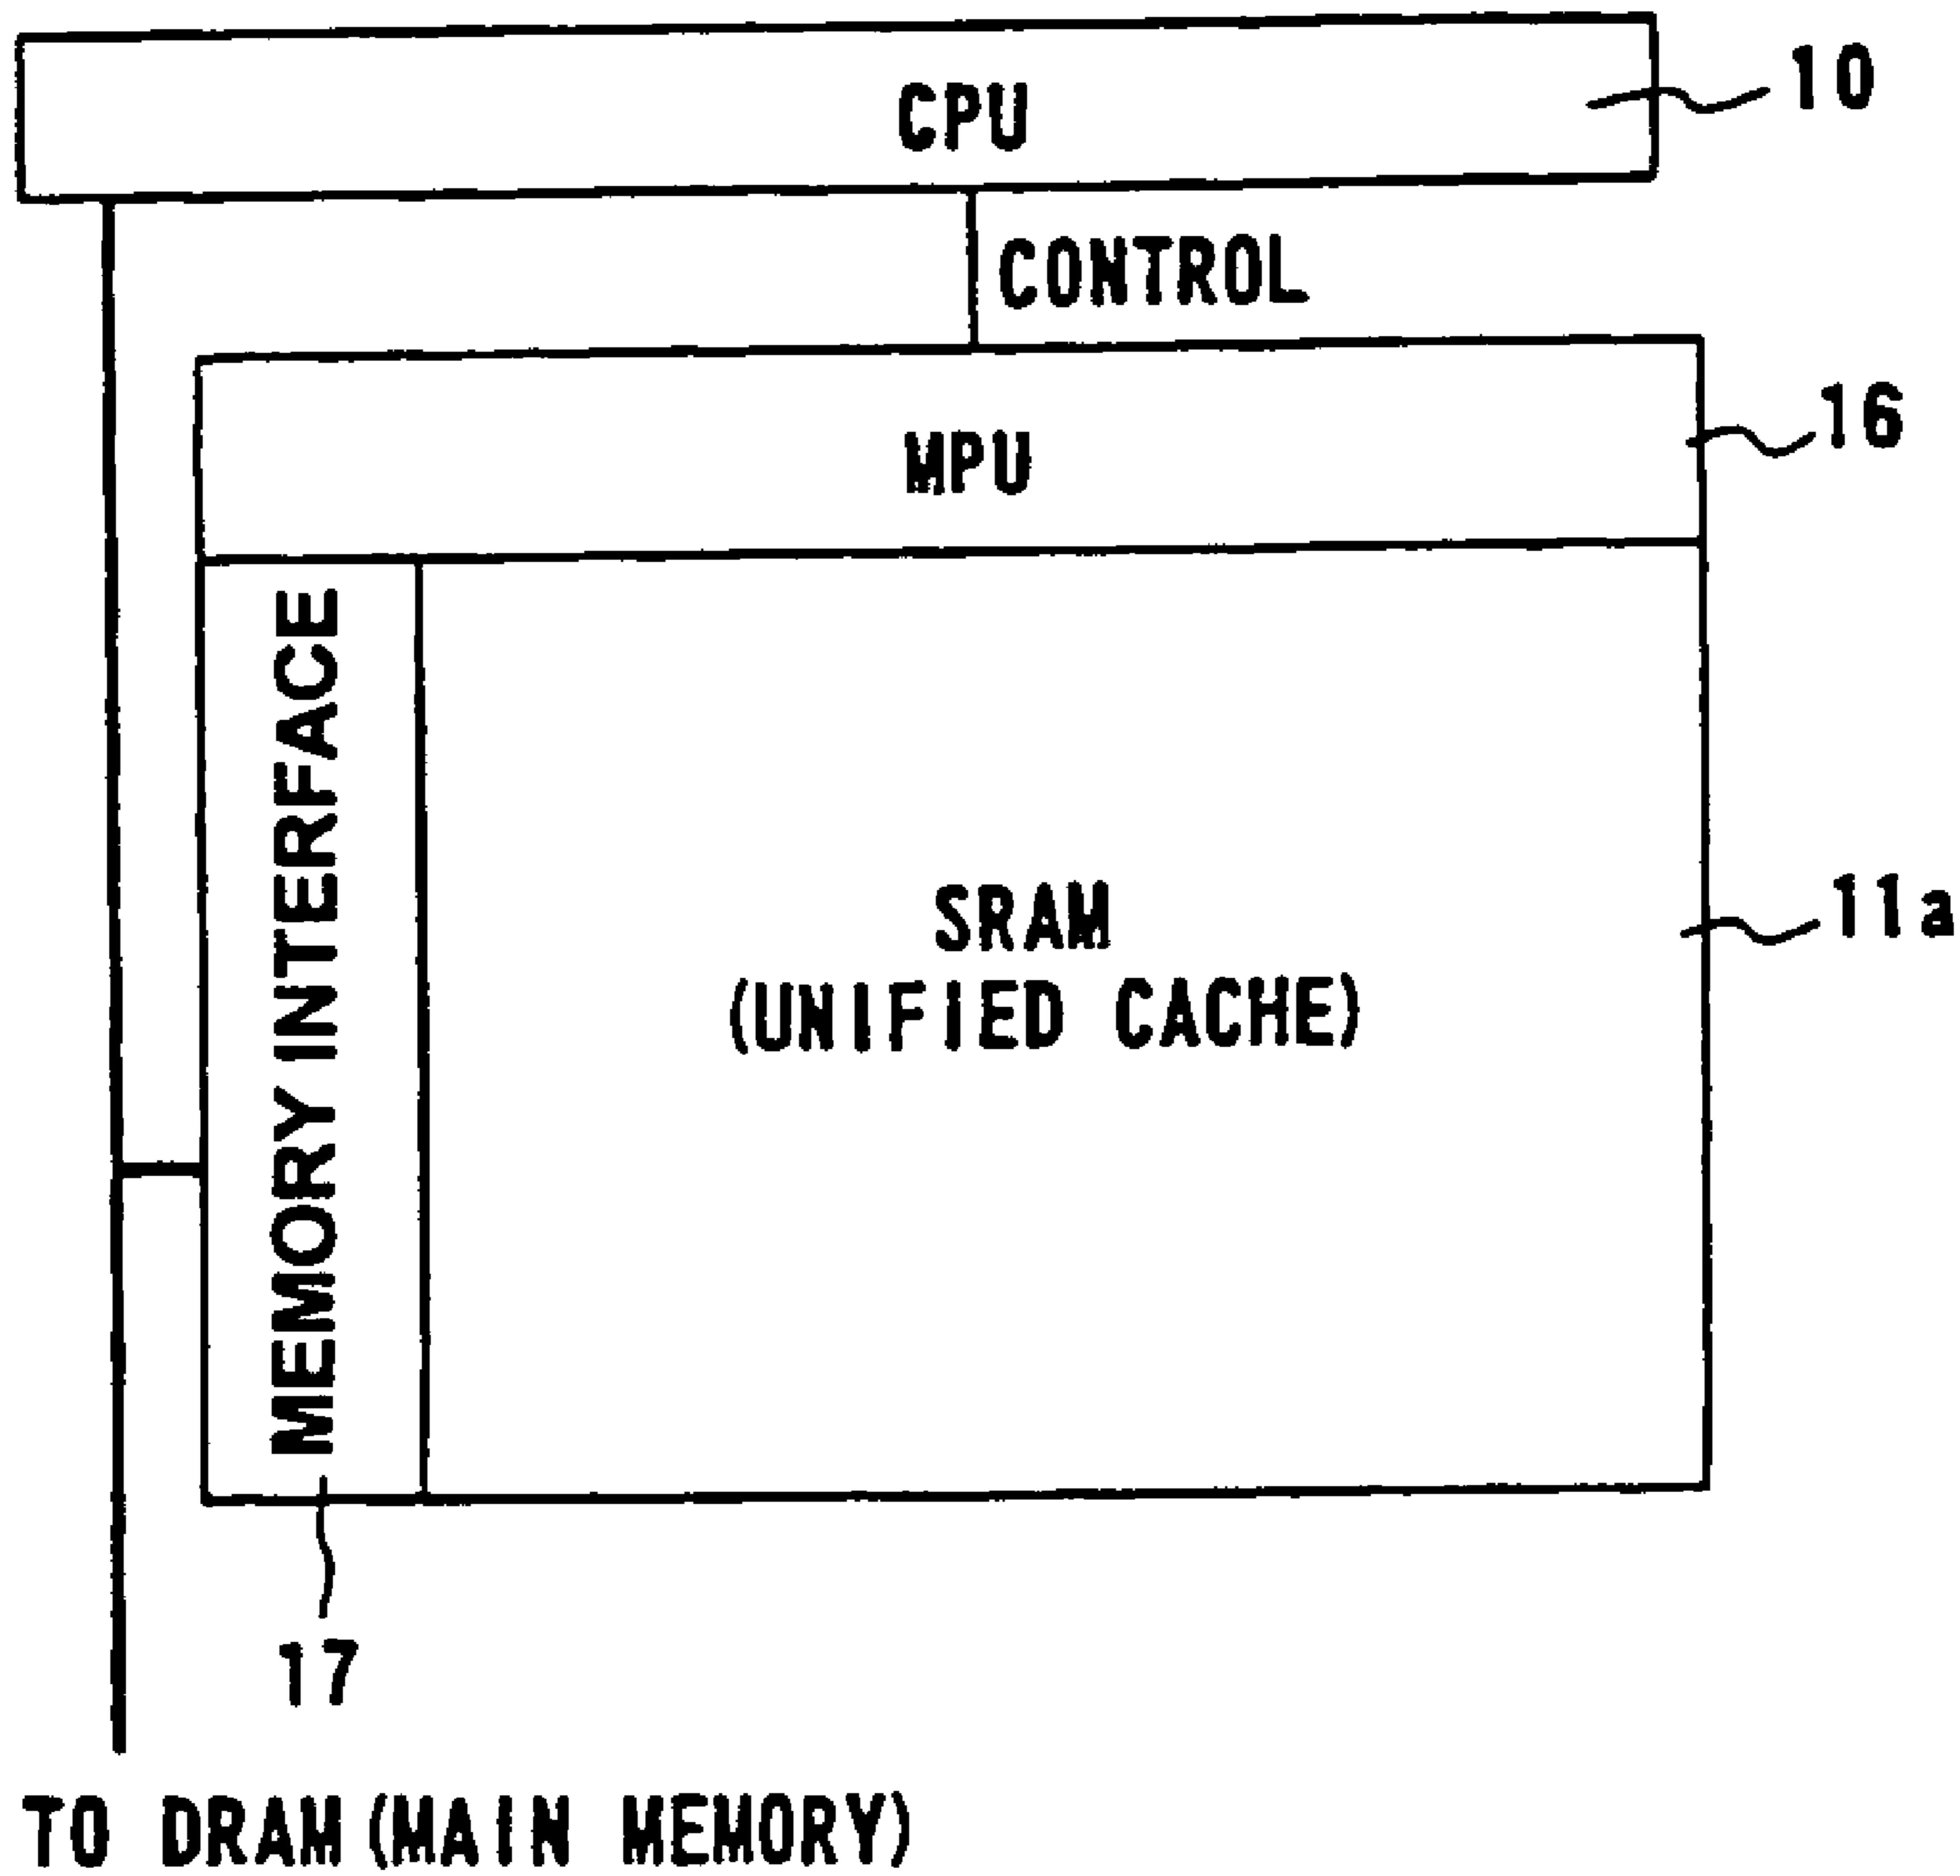 CPU
10
CONTROL
MPU
16
MEMORY INTERFACE
SRAM
(UNIFIED CACHE)
11a
17
TO DRAM (MAIN MEMORY)